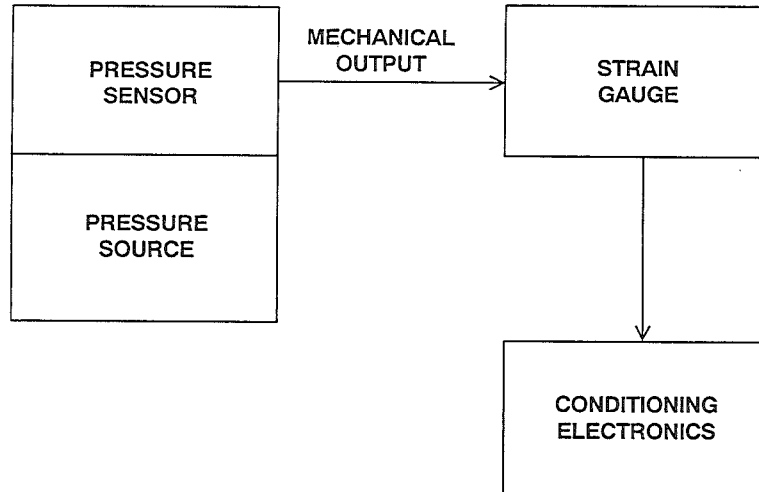 PRESSURE
SENSOR
MECHANICAL
OUTPUT
STRAIN
GAUGE
PRESSURE
SOURCE
CONDITIONING
ELECTRONICS